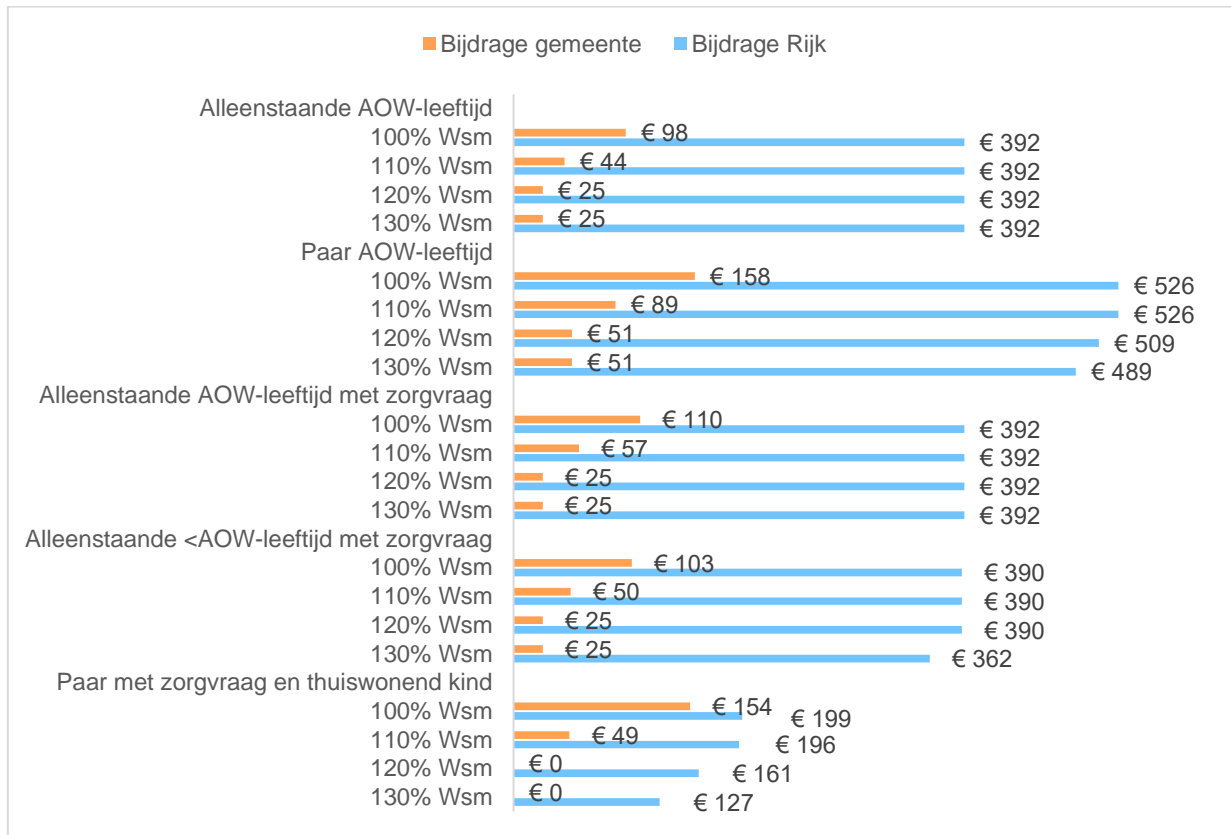 Bijdrage gemeente Bijdrage Rijk
Alleenstaande AOW-leeftijd
100% Wsm € 98 € 392
110% Wsm € 44 € 392
120% Wsm € 25 € 392
130% Wsm € 25 € 392
Paar AOW-leeftijd
100% Wsm € 158 € 526
110% Wsm € 89 € 526
120% Wsm € 51 € 509
130% Wsm € 51 € 489
Alleenstaande AOW-leeftijd met zorgvraag
100% Wsm € 110 € 392
110% Wsm € 57 € 392
120% Wsm € 25 € 392
130% Wsm € 25 € 392
Alleenstaande <AOW-leeftijd met zorgvraag
100% Wsm € 103 € 390
110% Wsm € 50 € 390
120% Wsm € 25 € 390
130% Wsm € 25 € 362
Paar met zorgvraag en thuiswonend kind
100% Wsm € 154 € 199
110% Wsm € 49 € 196
120% Wsm € 0 € 161
130% Wsm € 0 € 127